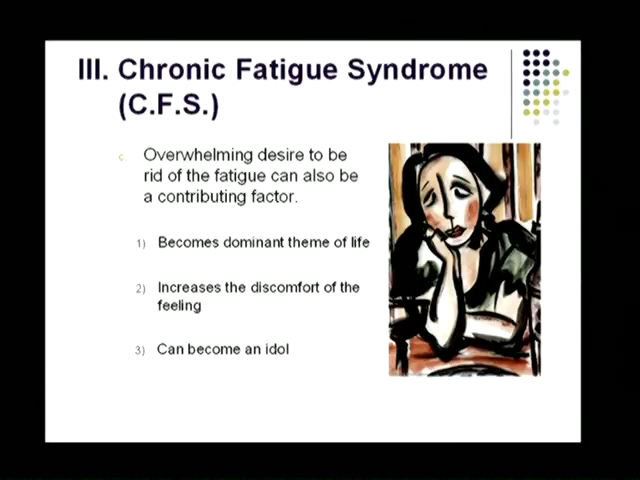 III. Chronic Fatigue Syndrome
(C.F.S.)
c. Overwhelming desire to be
rid of the fatigue can also be
a contributing factor.
1) Becomes dominant theme of life
2) Increases the discomfort of the
feeling
3) Can become an idol